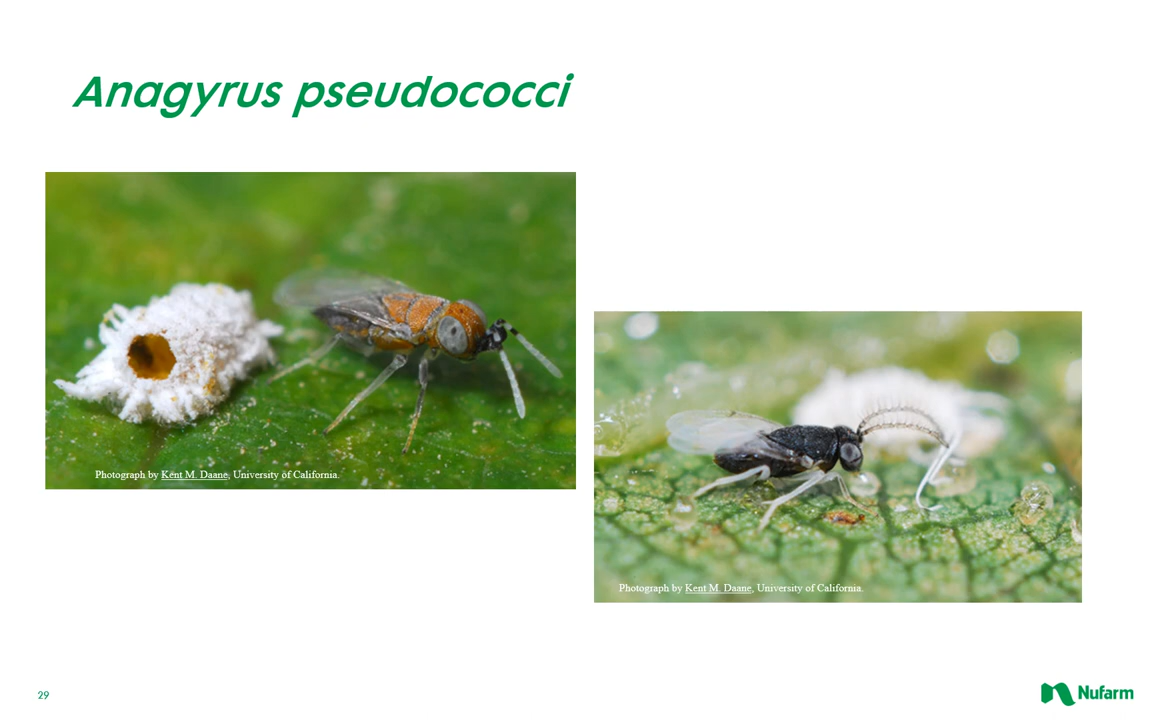 Anagyrus pseudococci
Photograph by Kent M. Daane, University of California.
Photograph by Kent M. Daane, University of California.
29
Nufarm